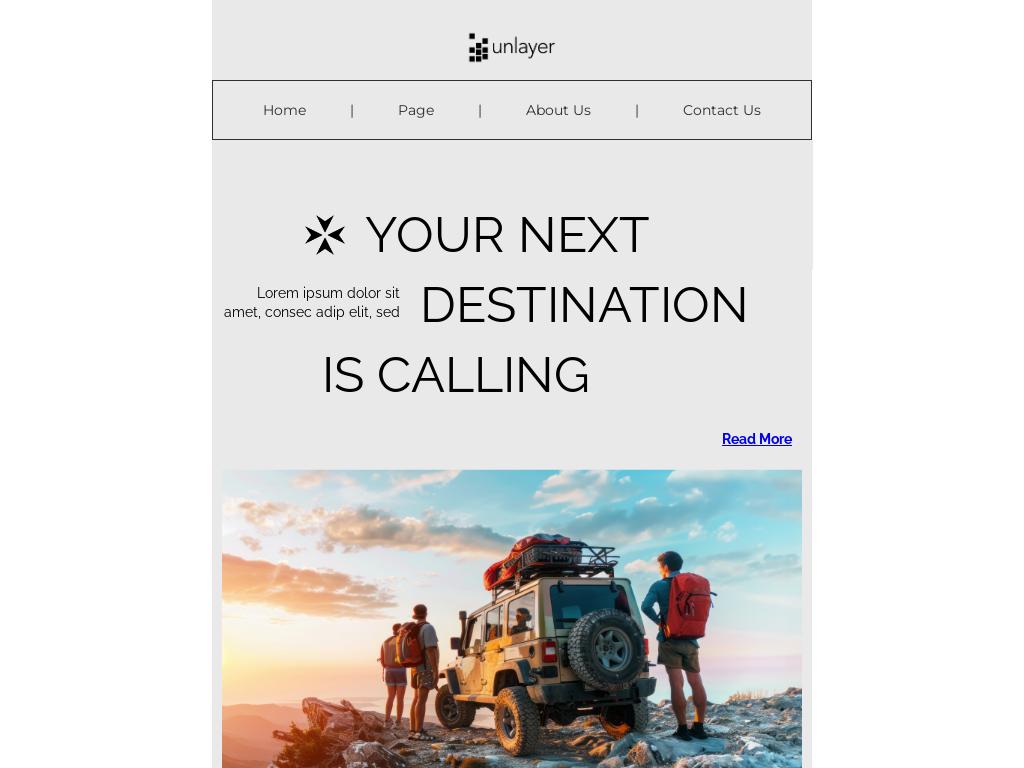 unlayer
Home | Page | About Us | Contact Us
YOUR NEXT
Lorem ipsum dolor sit
amet, consec adip elit, sed
DESTINATION
IS CALLING
Read More